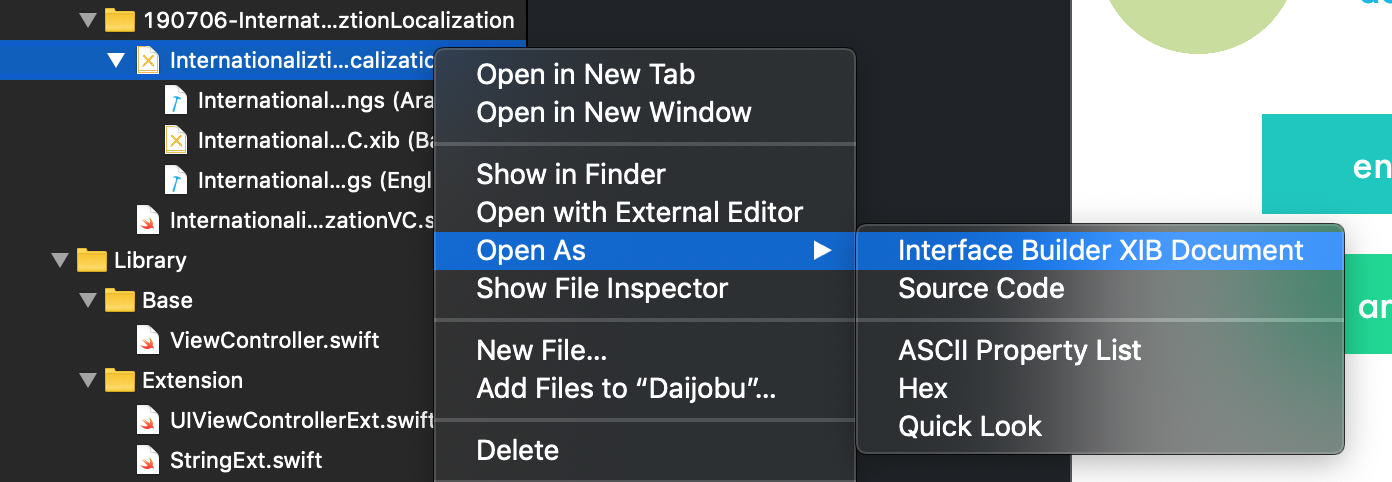 190706-Internat...ztionLocalization
Internationalizti...calizatio
International...ngs (Ara
International...C.xib (Ba
International...gs (Engl
Internationali...zationVC.s
Library
Base
ViewController.swift
Extension
UIViewControllerExt.swift
StringExt.swift
Open in New Tab
Open in New Window
Show in Finder
Open with External Editor
Open As
Show File Inspector
New File...
Add Files to “Daijobu”...
Delete
Interface Builder XIB Document
Source Code
ASCII Property List
Hex
Quick Look
en
ar